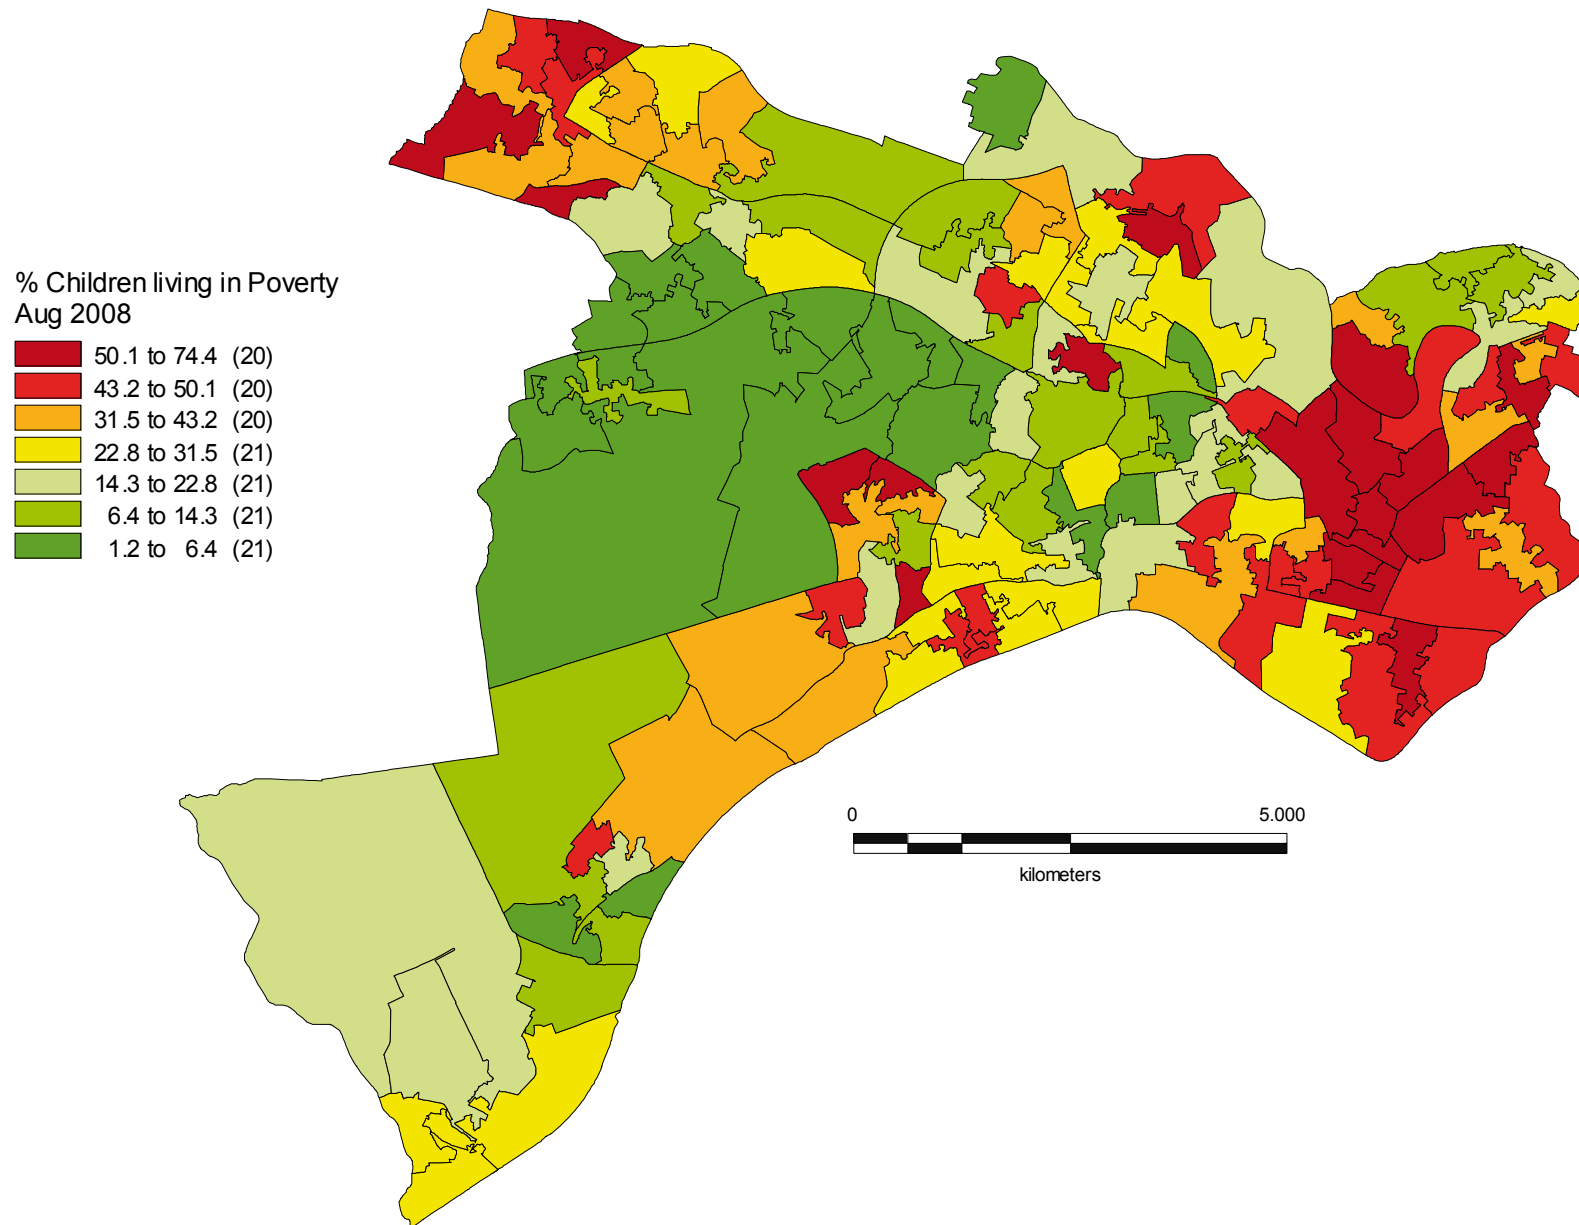 % Children living in Poverty
Aug 2008
50.1 to 74.4 (20)
43.2 to 50.1 (20)
31.5 to 43.2 (20)
22.8 to 31.5 (21)
14.3 to 22.8 (21)
6.4 to 14.3 (21)
1.2 to 6.4 (21)
0 5.000
kilometers